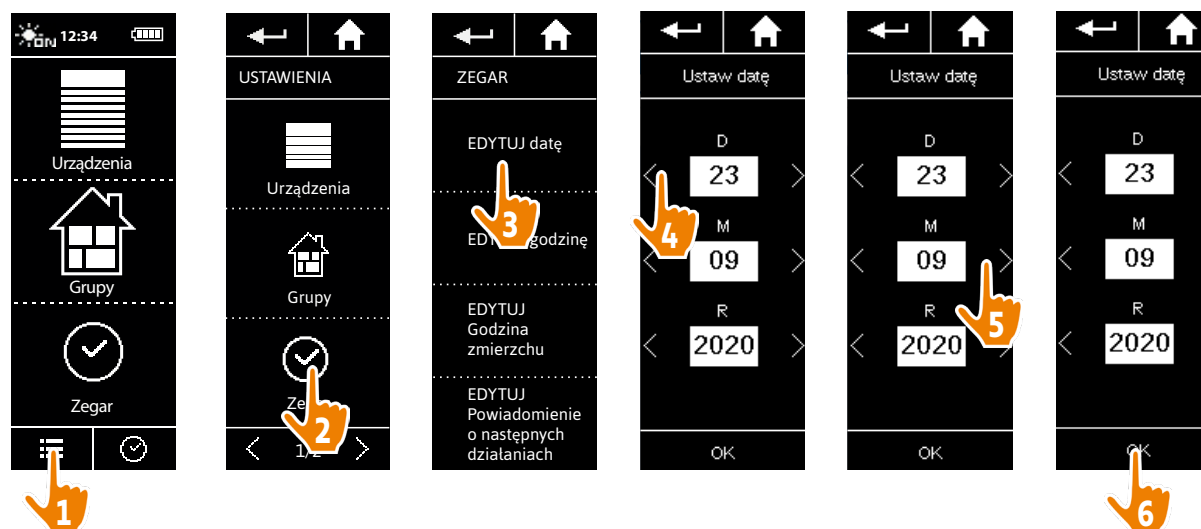 ON 12:34
Urządzenia
Grupy
Zegar
1
USTAWIENIA
Urządzenia
Grupy
2
ZEGAR
EDYTUJ datę
3
godzinę
EDYTUJ
Godzina
zmierzchu
EDYTUJ
Powiadomienie
o następnych
działaniach
Ustaw datę
D
23
4
M
09
R
2020
OK
Ustaw datę
D
23
M
09
R
5
2020
OK
Ustaw datę
D
23
M
09
R
2020
OK
6